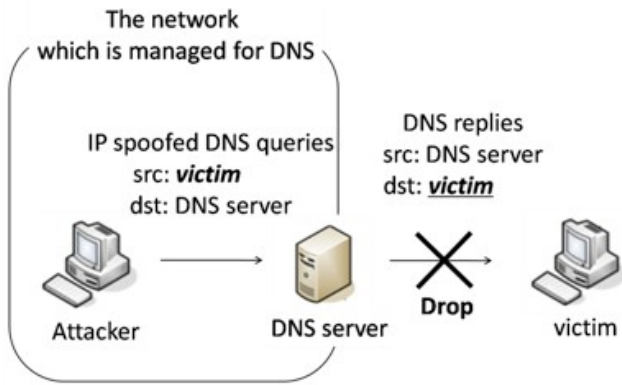 The network
which is managed for DNS
IP spoofed DNS queries
src: victim
dst: DNS server
DNS replies
src: DNS server
dst: victim
Drop
Attacker
DNS server
victim